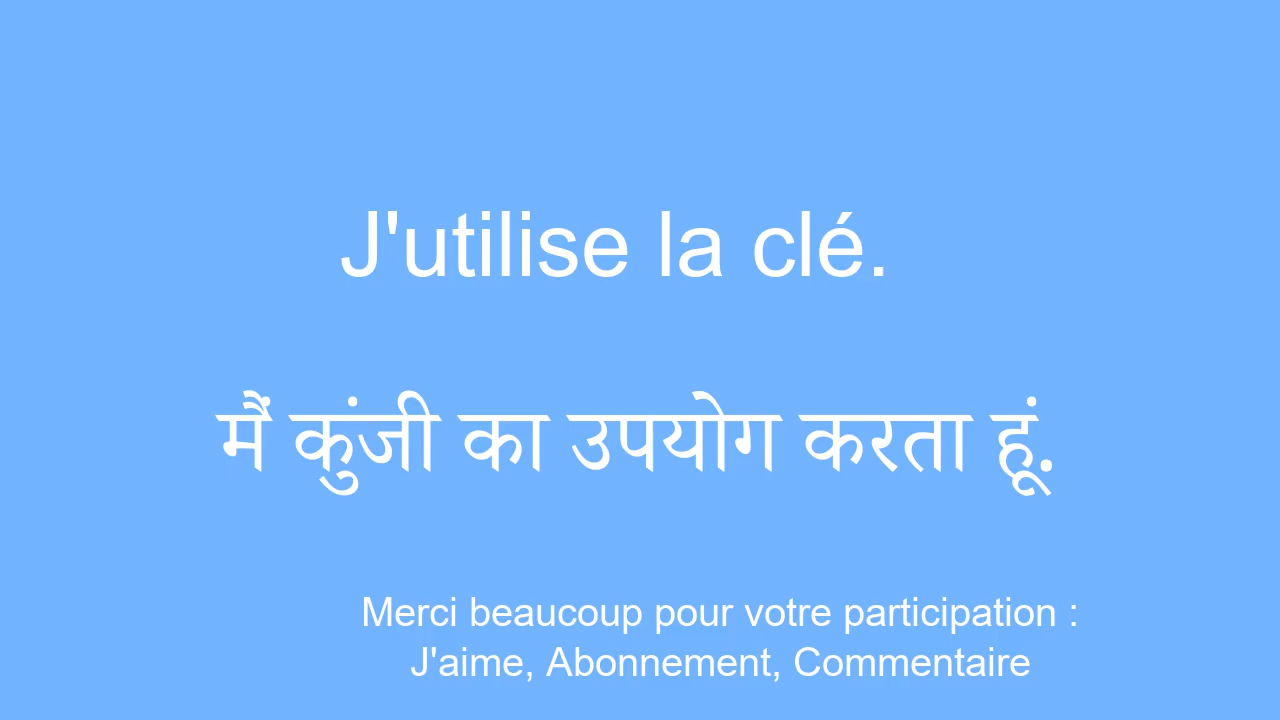 J'utilise la clé.
मैं कुंजी का उपयोग करता हूं.
Merci beaucoup pour votre participation :
J'aime, Abonnement, Commentaire